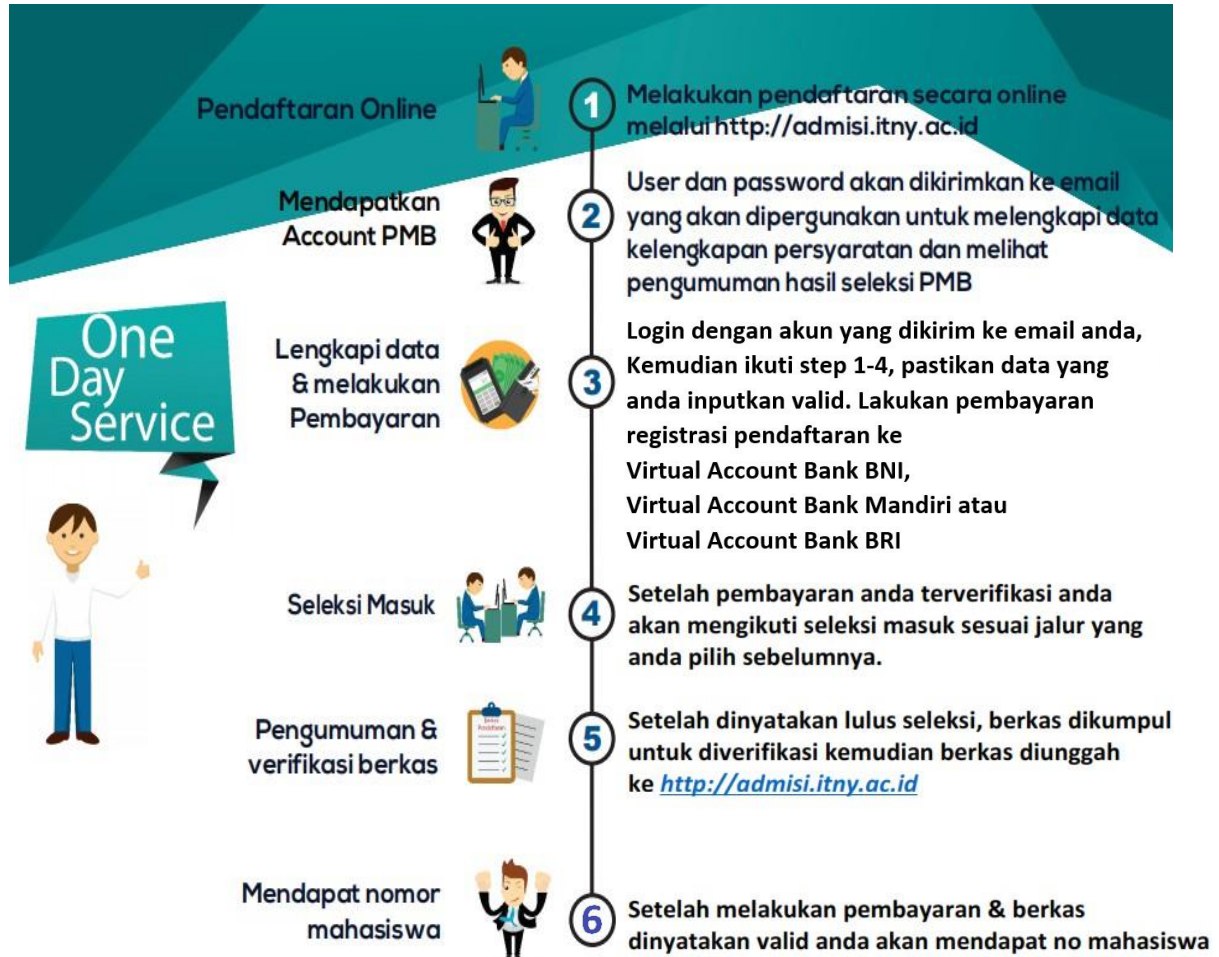 Pendaftaran Online
1
Melakukan pendaftaran secara online
melalui http://admisi.itny.ac.id
Mendapatkan
Account PMB
2
User dan password akan dikirimkan ke email
yang akan dipergunakan untuk melengkapi data
kelengkapan persyaratan dan melihat
pengumuman hasil seleksi PMB
One
Day
Service
Lengkapi data
& melakukan
Pembayaran
3
Login dengan akun yang dikirim ke email anda,
Kemudian ikuti step 1-4, pastikan data yang
anda inputkan valid. Lakukan pembayaran
registrasi pendaftaran ke
Virtual Account Bank BNI,
Virtual Account Bank Mandiri atau
Virtual Account Bank BRI
Seleksi Masuk
4
Setelah pembayaran anda terverifikasi anda
akan mengikuti seleksi masuk sesuai jalur yang
anda pilih sebelumnya.
Pengumuman &
verifikasi berkas
5
Setelah dinyatakan lulus seleksi, berkas dikumpul
untuk diverifikasi kemudian berkas diunggah
ke http://admisi.itny.ac.id
Mendapat nomor
mahasiswa
6
Setelah melakukan pembayaran & berkas
dinyatakan valid anda akan mendapat no mahasiswa